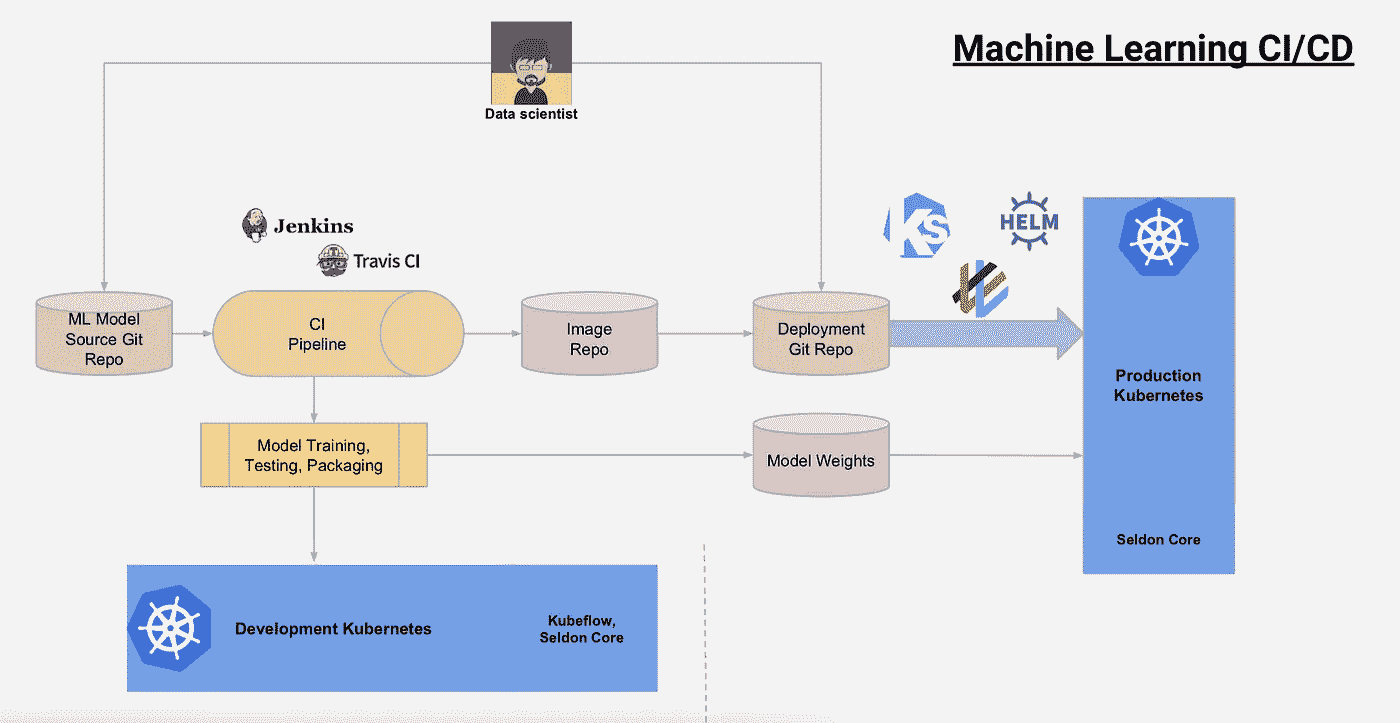 Machine Learning CI/CD
Data scientist
Jenkins
Travis CI
KS
HELM
ML Model
Source Git
Repo
CI
Pipeline
Image
Repo
Deployment
Git Repo
Production
Kubernetes
Model Training,
Testing, Packaging
Model Weights
Seldon Core
Development Kubernetes
Kubeflow,
Seldon Core